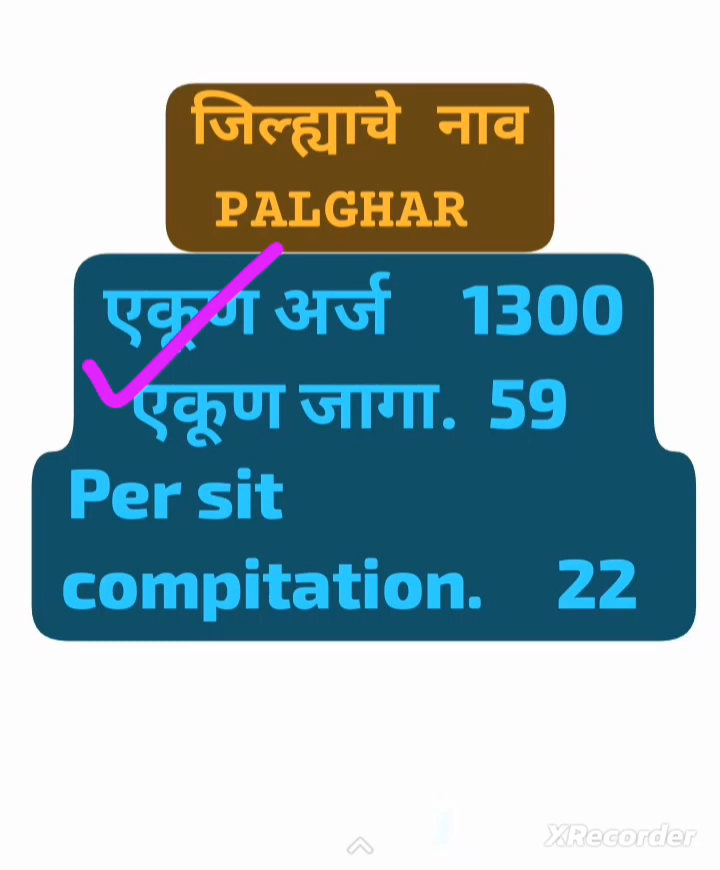 जिल्ह्याचे नाव
PALGHAR
एकूण अर्ज 1300
एकूण जागा. 59
Per sit
compitation. 22
XRecorder